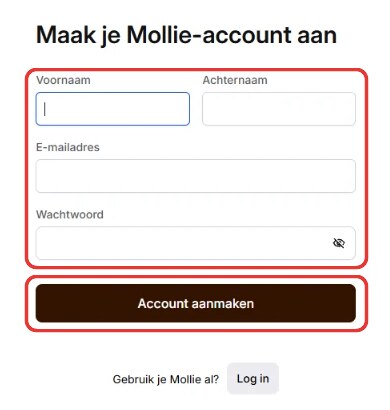 Maak je Mollie-account aan
Voornaam Achternaam
E-mailadres
Wachtwoord
Account aanmaken
Gebruik je Mollie al? Log in